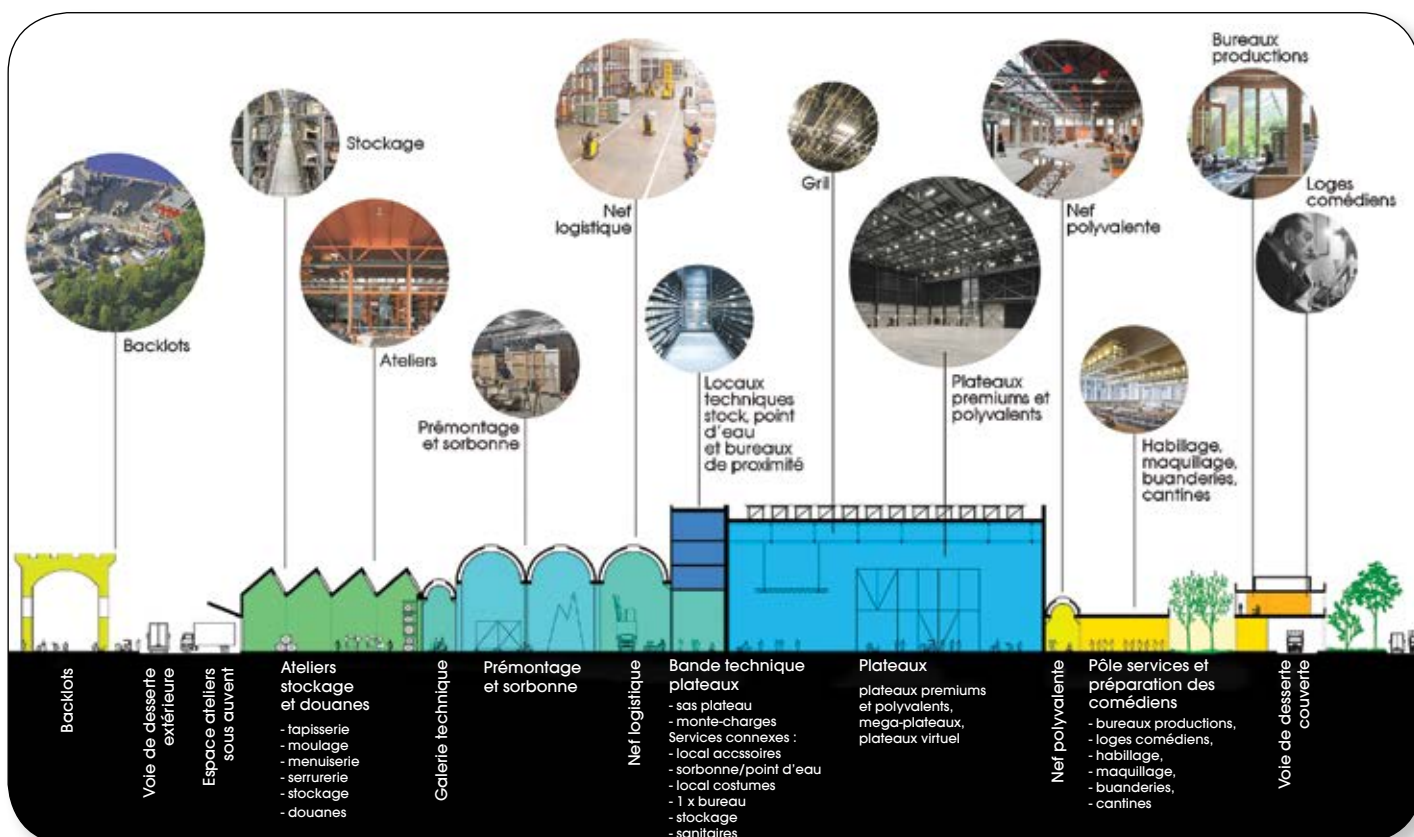 Bureaux
productions
Stockage
Loges
comédiens
Grill
Nef
logistique
Nef
polyvalente
Backlots
Ateliers
Locaux
techniques
stock, point
d'eau
et bureaux
de proximité
Plateaux
premiums et
polyvalents
Prémontage
et sorbonne
Habillage,
maquillage,
buanderies,
cantines
Backlots
Voie de desserte
extérieure
Espace ateliers
sous auvent
Ateliers
stockage
et douanes
- tapisserie
- moulage
- menuiserie
- serrurerie
- stockage
- douanes
Galerie technique
Prémontage
et sorbonne
Nef logistique
Bande technique
plateaux
- sas plateau
- monte-charges
Services connexes :
- local accssoires
- sorbonne/point d'eau
- local costumes
- 1 x bureau
- stockage
- sanitaires
Plateaux
plateaux premiums
et polyvalents,
mega-plateaux,
plateaux virtuel
Nef polyvalente
Pôle services et
préparation des
comédiens
- bureaux productions,
- loges comédiens,
- habillage,
- maquillage,
- buanderies,
- cantines
Voie de desserte
couverte